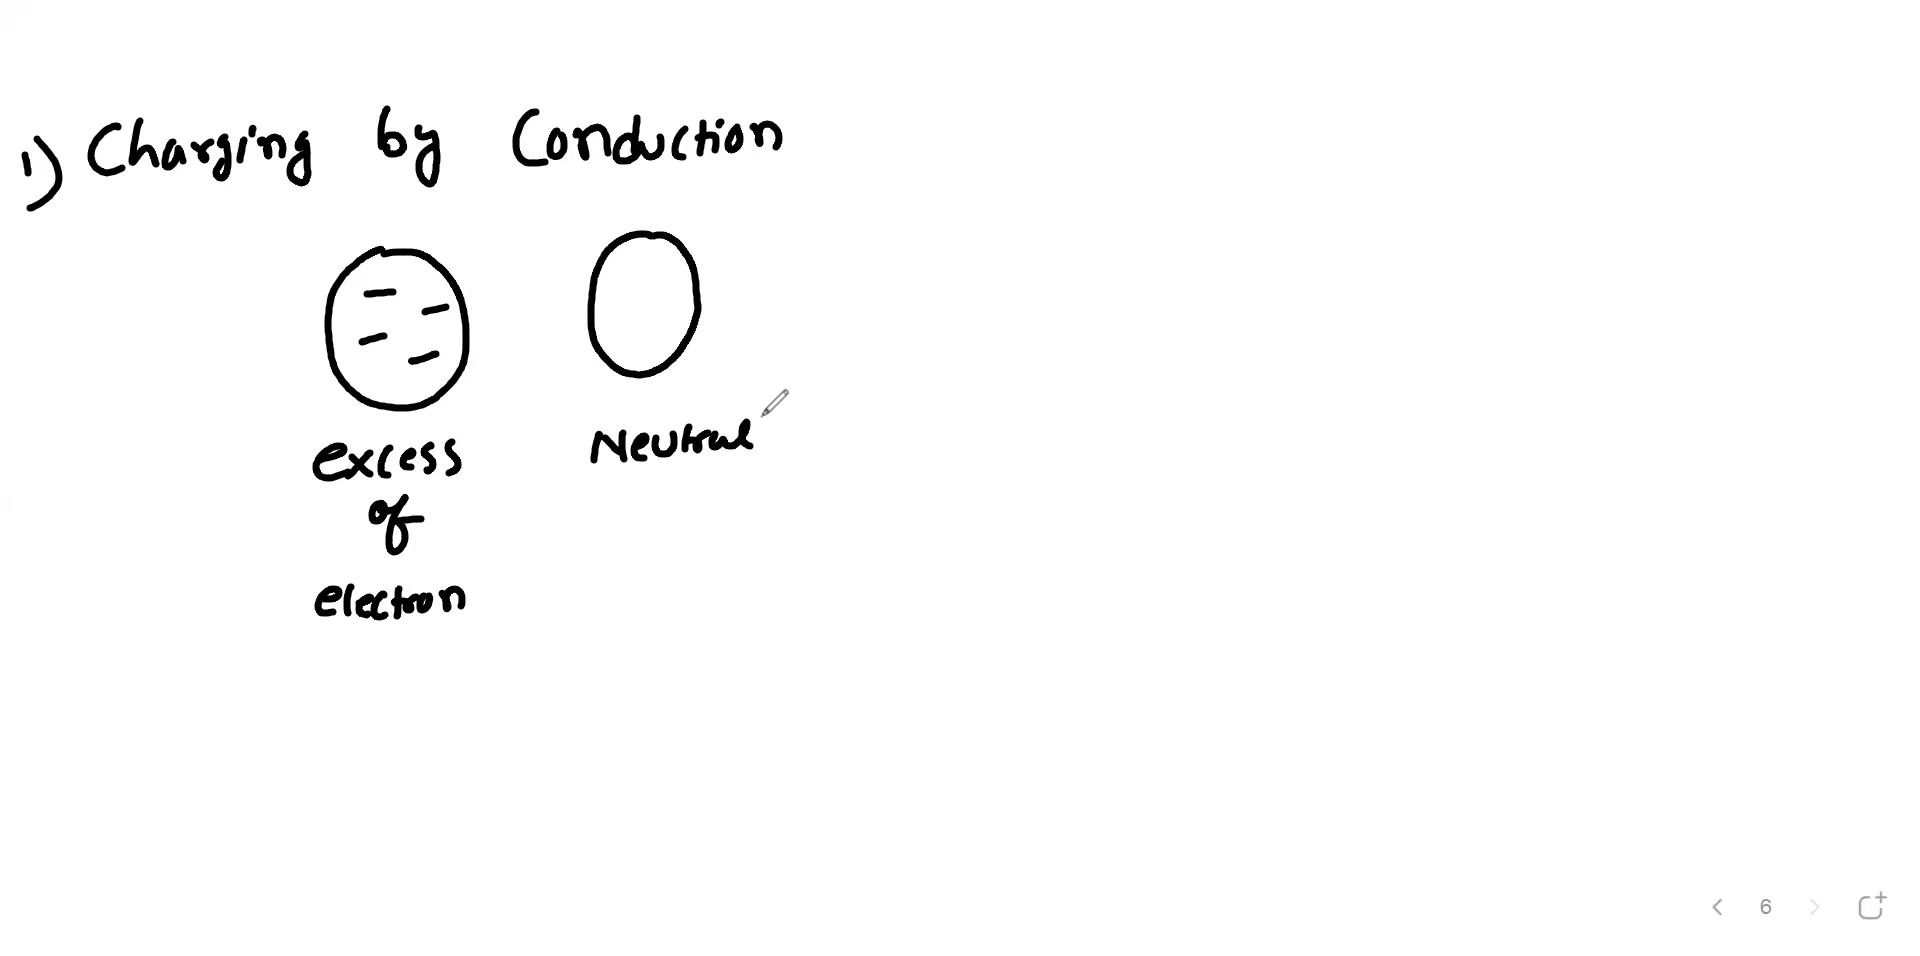 1) Charging by Conduction
excess
of
electron
Neutral
6